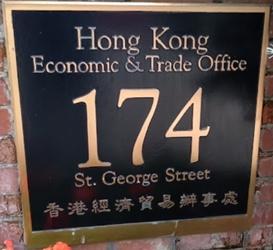 Hong Kong
Economic & Trade Office
174
St. George Street
香港經濟貿易辦事處